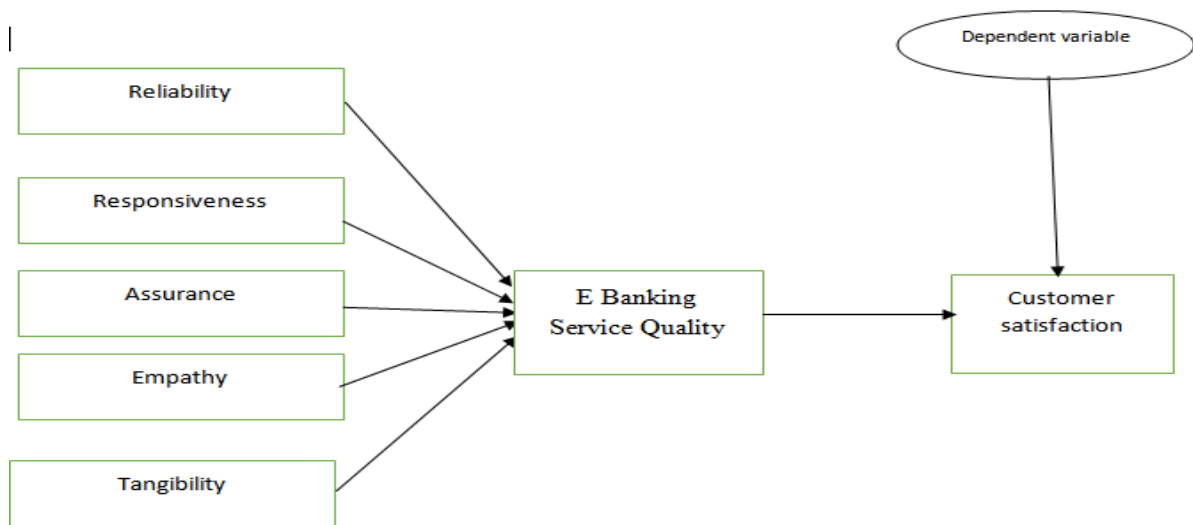 Dependent variable
Reliability
Responsiveness
Assurance
Empathy
Tangibility
E Banking
Service Quality
Customer
satisfaction